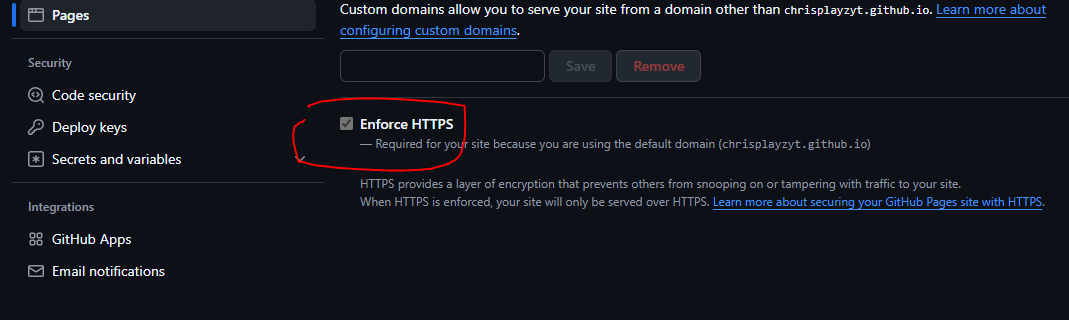 Pages
Security
Code security
Deploy keys
Secrets and variables
Integrations
GitHub Apps
Email notifications
Custom domains allow you to serve your site from a domain other than chrisplayzyt.github.io. Learn more about
configuring custom domains.
Save Remove
Enforce HTTPS
— Required for your site because you are using the default domain (chrisplayzyt.github.io)
HTTPS provides a layer of encryption that prevents others from snooping on or tampering with traffic to your site.
When HTTPS is enforced, your site will only be served over HTTPS. Learn more about securing your GitHub Pages site with HTTPS.